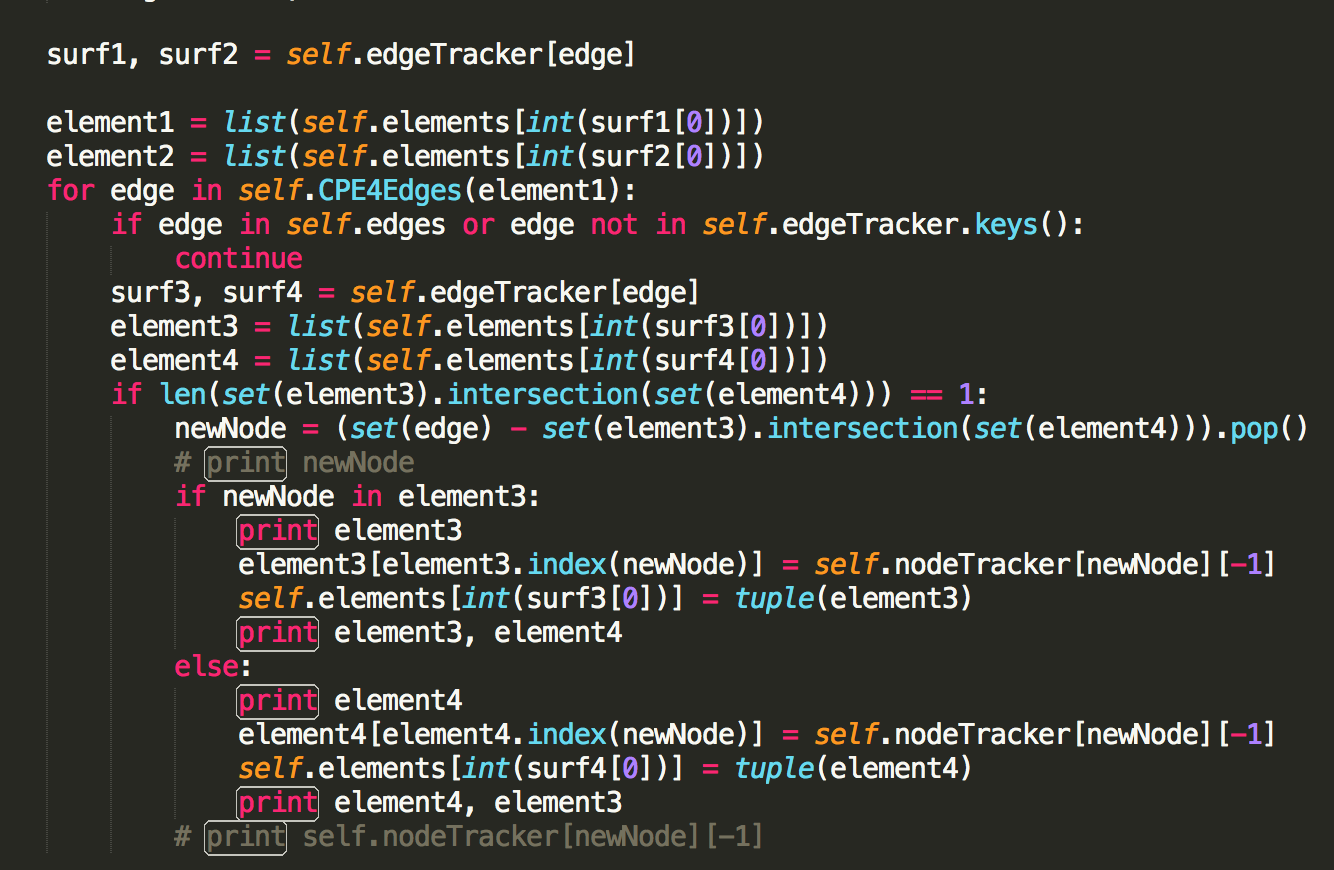 surf1, surf2 = self.edgeTracker[edge]
element1 = list(self.elements[int(surf1[0])])
element2 = list(self.elements[int(surf2[0])])
for edge in self.CPE4Edges(element1):
    if edge in self.edges or edge not in self.edgeTracker.keys():
        continue
    surf3, surf4 = self.edgeTracker[edge]
    element3 = list(self.elements[int(surf3[0])])
    element4 = list(self.elements[int(surf4[0])])
    if len(set(element3).intersection(set(element4))) == 1:
        newNode = (set(edge) - set(element3).intersection(set(element4))).pop()
        # print newNode
        if newNode in element3:
            print element3
            element3[element3.index(newNode)] = self.nodeTracker[newNode][-1]
            self.elements[int(surf3[0])] = tuple(element3)
            print element3, element4
        else:
            print element4
            element4[element4.index(newNode)] = self.nodeTracker[newNode][-1]
            self.elements[int(surf4[0])] = tuple(element4)
            print element4, element3
        # print self.nodeTracker[newNode][-1]